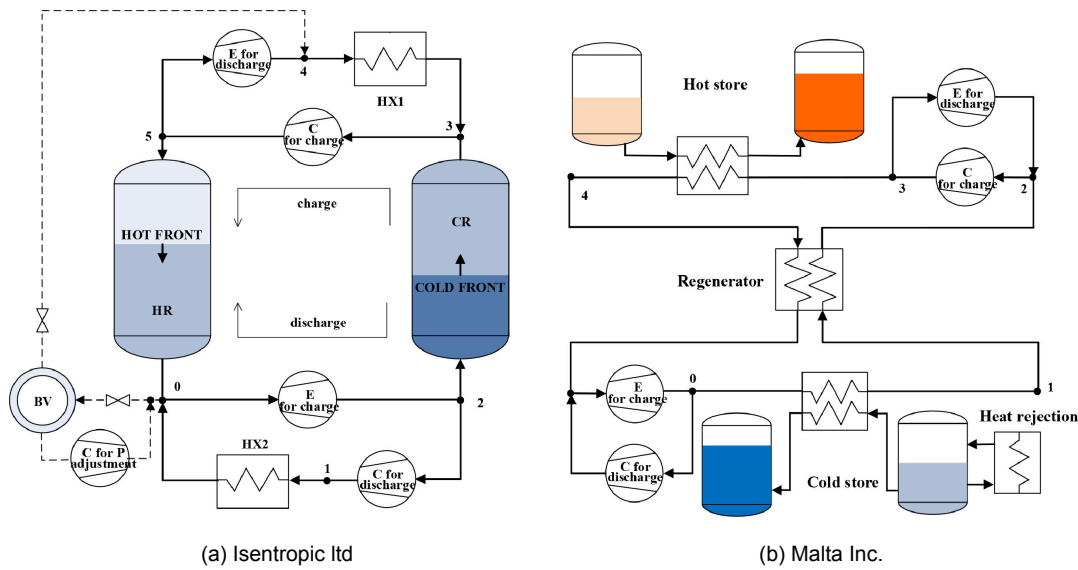 E for
discharge
4
HX1
5
C
for charge
3
HOT FRONT
HR
charge
discharge
CR
COLD FRONT
BV
0
E
for charge
2
C for P
adjustment
HX2
1
C for
discharge
(a) Isentropic ltd
Hot store
E for
discharge
4
3
C
for charge
2
Regenerator
E
for charge
0
1
C for
discharge
Cold store
Heat rejection
(b) Malta Inc.